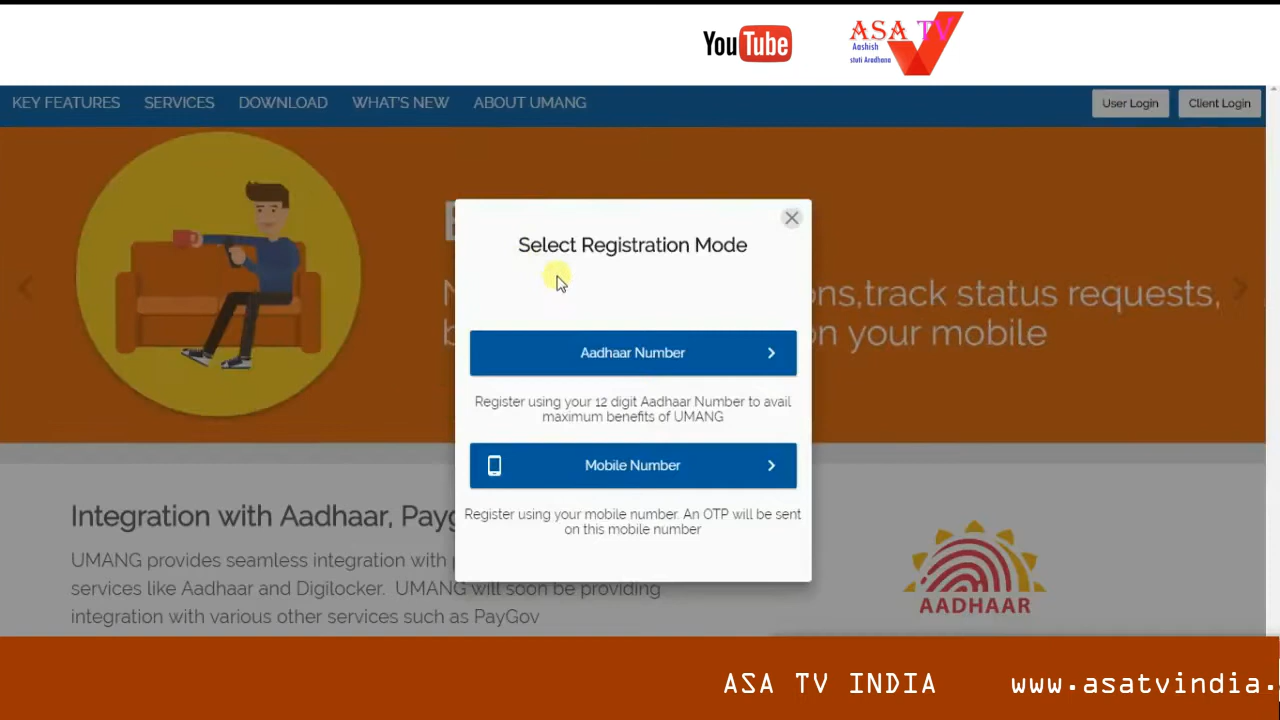 YouTube
ASA TV
Aashish
stuti Aradhana
KEY FEATURES SERVICES DOWNLOAD WHAT'S NEW ABOUT UMANG
User Login Client Login
Select Registration Mode
ons,track status requests,
on your mobile
Aadhaar Number
Register using your 12 digit Aadhaar Number to avail
maximum benefits of UMANG
Mobile Number
Register using your mobile number. An OTP will be sent
on this mobile number
Integration with Aadhaar, Payg
UMANG provides seamless integration with
services like Aadhaar and Digilocker. UMANG will soon be providing
integration with various other services such as PayGov
AADHAAR
ASA TV INDIA www.asatvindia.